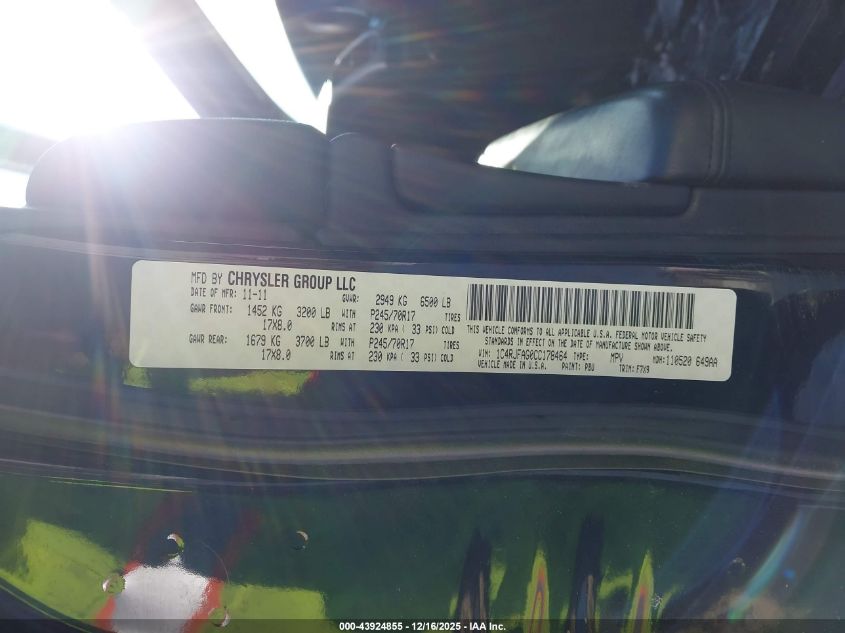 MFD BY CHRYSLER GROUP LLC
DATE OF MFR: 11-11 GVWR: 2949 KG 6500 LB
GAWR FRONT: 1452 KG 3200 LB WITH P245/70R17 TIRES
17X8.0 RIMS AT 230 KPA ( 33 PSI) COLD
GAWR REAR: 1679 KG 3700 LB WITH P245/70R17 TIRES
17X8.0 RIMS AT 230 KPA ( 33 PSI) COLD
THIS VEHICLE CONFORMS TO ALL APPLICABLE U.S.A. FEDERAL MOTOR VEHICLE SAFETY
STANDARDS IN EFFECT ON THE DATE OF MANUFACTURE SHOWN ABOVE.
VIN: 1C4RJFAG0CC178464 TYPE: MPV MDH: 110520 649AA
VEHICLE MADE IN U.S.A. PAINT: PBU TRIM: F7X9
000-43924855 - 12/16/2025 - IAA Inc.